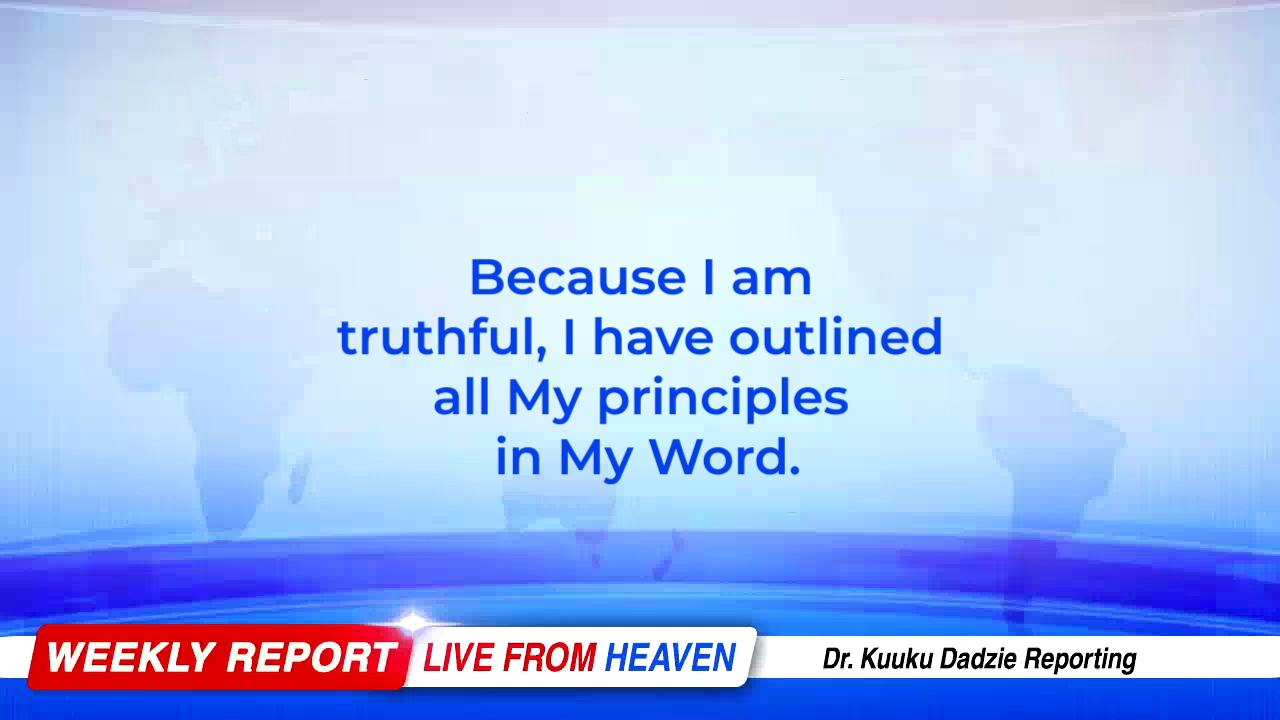 Because I am
truthful, I have outlined
all My principles
in My Word.
WEEKLY REPORT LIVE FROM HEAVEN Dr. Kuuku Dadzie Reporting